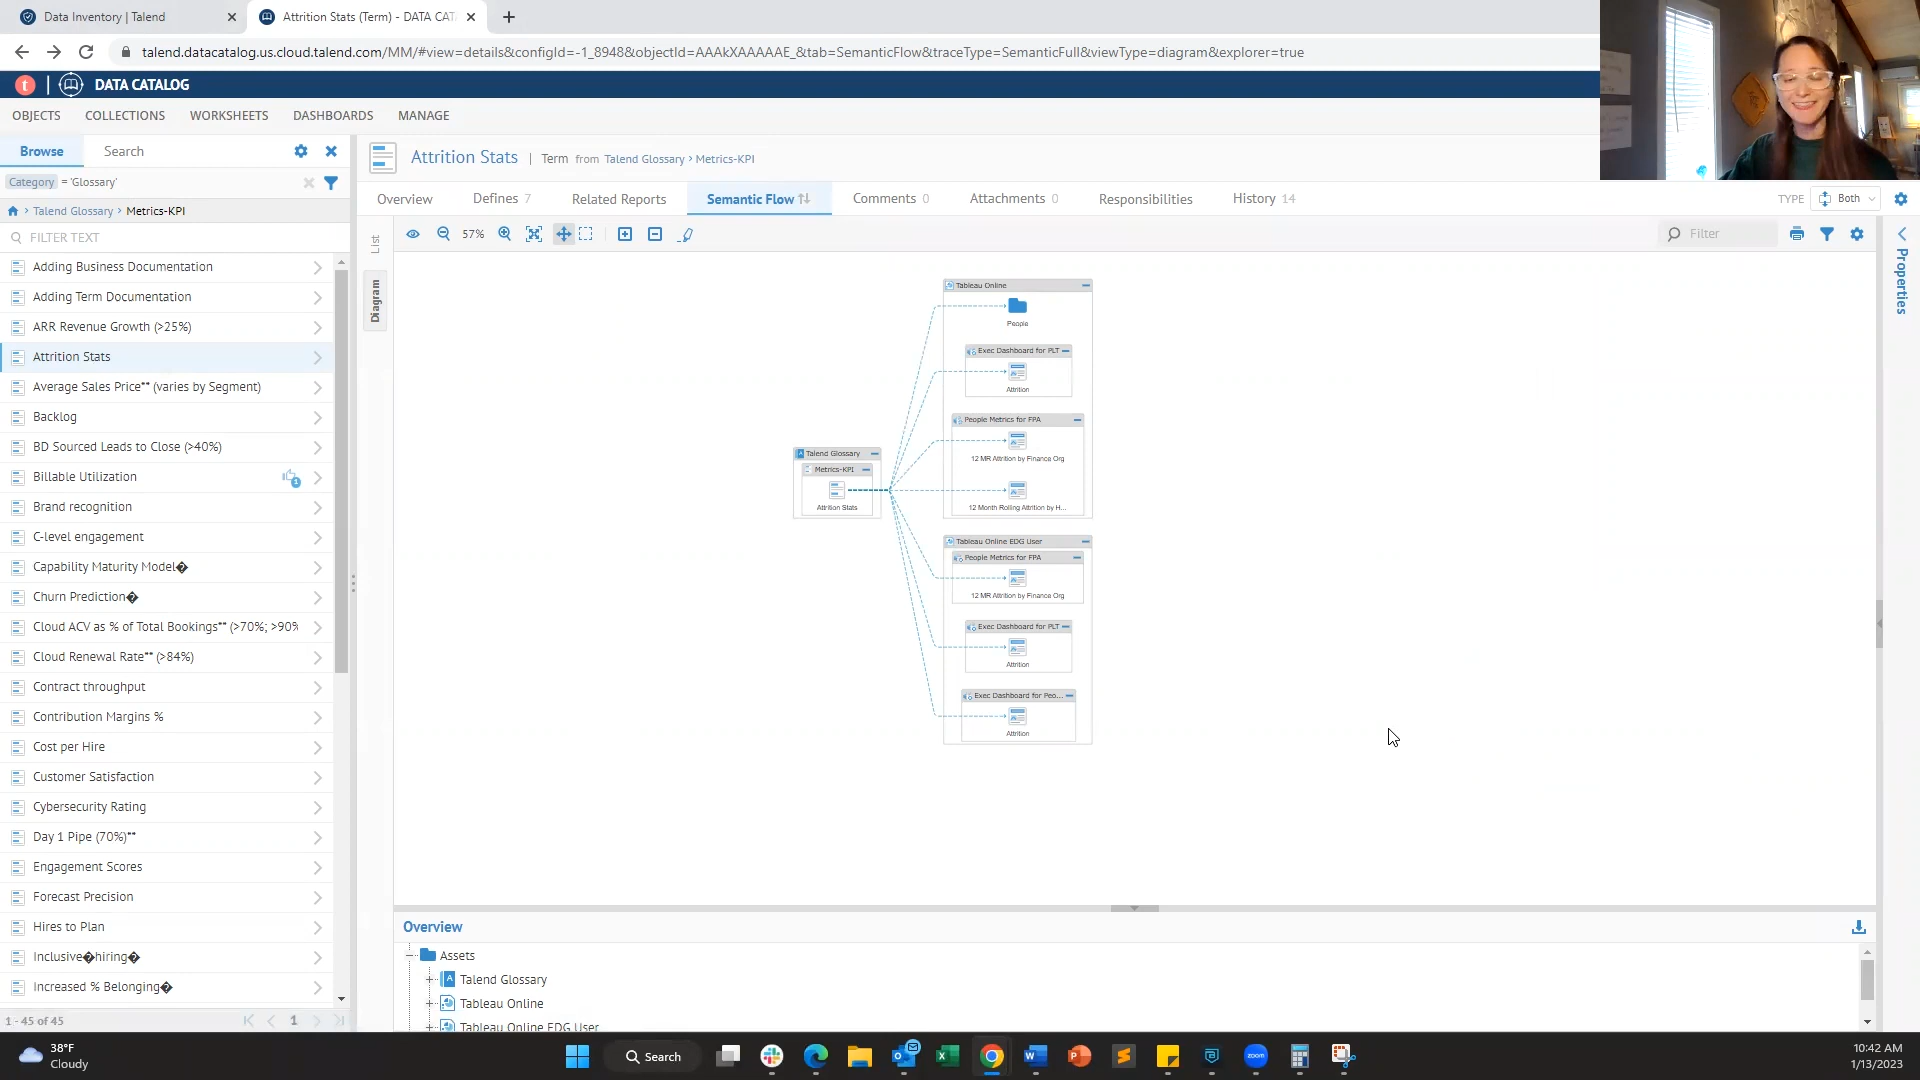 Data Inventory | Talend
Attrition Stats (Term) - DATA CAT
talend.datacatalog.us.cloud.talend.com/MM/#view=details&configId=-1_8948&objectId=AAAkXAAAAAE_&tab=SemanticFlow&traceType=SemanticFull&viewType=diagram&explorer=true
t | DATA CATALOG
OBJECTS COLLECTIONS WORKSHEETS DASHBOARDS MANAGE
Browse Search
Category = 'Glossary'
Talend Glossary > Metrics-KPI
FILTER TEXT
Adding Business Documentation
Adding Term Documentation
ARR Revenue Growth (>25%)
Attrition Stats
Average Sales Price** (varies by Segment)
Backlog
BD Sourced Leads to Close (>40%)
Billable Utilization
Brand recognition
C-level engagement
Capability Maturity Model�
Churn Prediction�
Cloud ACV as % of Total Bookings** (>70%; >90%
Cloud Renewal Rate** (>84%)
Contract throughput
Contribution Margins %
Cost per Hire
Customer Satisfaction
Cybersecurity Rating
Day 1 Pipe (70%)**
Engagement Scores
Forecast Precision
Hires to Plan
Inclusive�hiring�
Increased % Belonging�
1 - 45 of 45
1
Attrition Stats | Term from Talend Glossary > Metrics-KPI
Overview Defines 7 Related Reports Semantic Flow Comments 0 Attachments 0 Responsibilities History 14
TYPE Both
57%
Filter
List
Diagram
Properties
Talend Glossary
Metrics-KPI
Attrition Stats
Tableau Online
People
Exec Dashboard for PLT
Attrition
People Metrics for FPA
12 MR Attrition by Finance Org
12 Month Rolling Attrition by H...
Tableau Online EDG User
People Metrics for FPA
12 MR Attrition by Finance Org
Exec Dashboard for PLT
Attrition
Exec Dashboard for Peo...
Attrition
Overview
Assets
Talend Glossary
Tableau Online
Tableau Online EDG User
38°F
Cloudy
Search
zoom
10:42 AM
1/13/2023